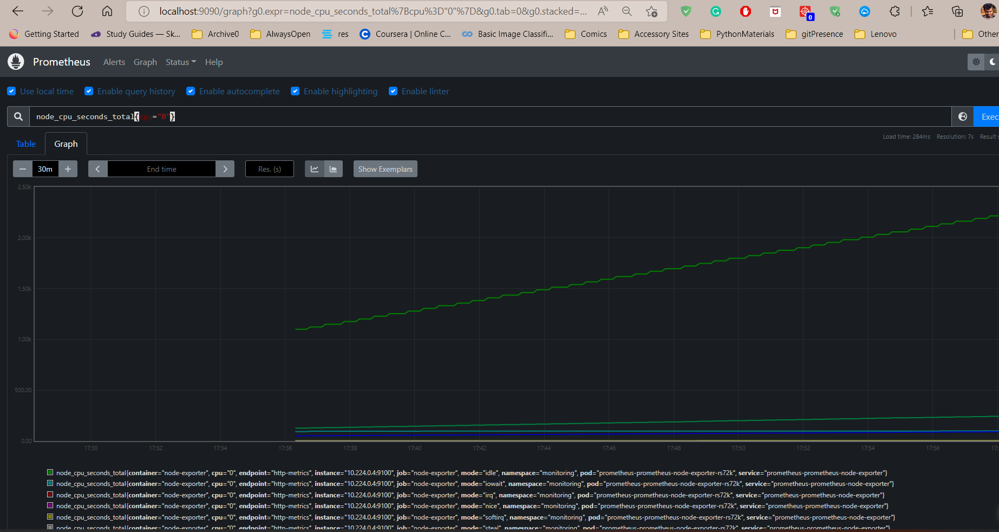 localhost:9090/graph?g0.expr=node_cpu_seconds_total%7Bcpu%3D"0"%7D&g0.tab=0&g0.stacked=...
0
Getting Started Study Guides — Sk... Archive0 AlwaysOpen res Coursera | Online C... Basic Image Classifi... Comics Accessory Sites PythonMaterials gitPresence Lenovo Other
Prometheus Alerts Graph Status Help
Use local time Enable query history Enable autocomplete Enable highlighting Enable linter
node_cpu_seconds_total{cpu="0"} Exec
Load time: 284ms Resolution: 7s Result s
Table Graph
− 30m + < End time > Res. (s) Show Exemplars
2.50k
2.00k
1.50k
1.00k
500.00
0.00
17:30 17:32 17:34 17:36 17:38 17:40 17:42 17:44 17:46 17:48 17:50 17:52 17:54 17:56 17:
node_cpu_seconds_total{container="node-exporter", cpu="0", endpoint="http-metrics", instance="10.224.0.4:9100", job="node-exporter", mode="idle", namespace="monitoring", pod="prometheus-prometheus-node-exporter-rs72k", service="prometheus-prometheus-node-exporter"}
node_cpu_seconds_total{container="node-exporter", cpu="0", endpoint="http-metrics", instance="10.224.0.4:9100", job="node-exporter", mode="iowait", namespace="monitoring", pod="prometheus-prometheus-node-exporter-rs72k", service="prometheus-prometheus-node-exporter"}
node_cpu_seconds_total{container="node-exporter", cpu="0", endpoint="http-metrics", instance="10.224.0.4:9100", job="node-exporter", mode="irq", namespace="monitoring", pod="prometheus-prometheus-node-exporter-rs72k", service="prometheus-prometheus-node-exporter"}
node_cpu_seconds_total{container="node-exporter", cpu="0", endpoint="http-metrics", instance="10.224.0.4:9100", job="node-exporter", mode="nice", namespace="monitoring", pod="prometheus-prometheus-node-exporter-rs72k", service="prometheus-prometheus-node-exporter"}
node_cpu_seconds_total{container="node-exporter", cpu="0", endpoint="http-metrics", instance="10.224.0.4:9100", job="node-exporter", mode="softirq", namespace="monitoring", pod="prometheus-prometheus-node-exporter-rs72k", service="prometheus-prometheus-node-exporter"}
node_cpu_seconds_total{container="node-exporter", cpu="0", endpoint="http-metrics", instance="10.224.0.4:9100", job="node-exporter", mode="steal", namespace="monitoring", pod="prometheus-prometheus-node-exporter-rs72k", service="prometheus-prometheus-node-exporter"}